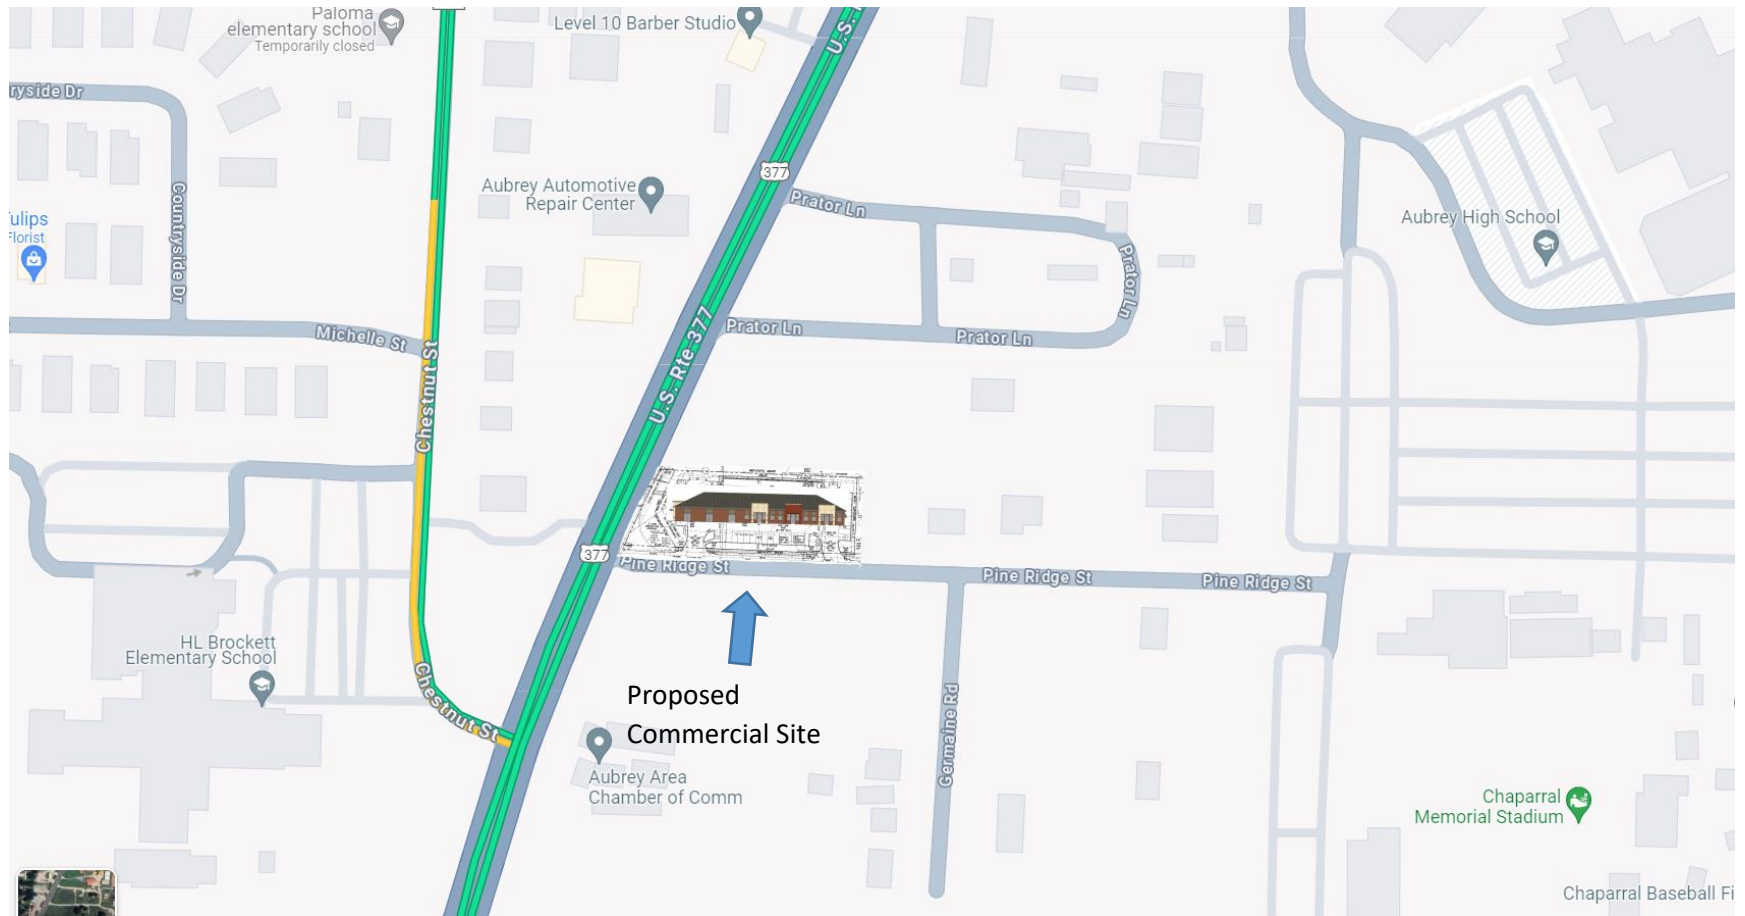 Paloma
elementary school
Temporarily closed
Level 10 Barber Studio
U.S. R
ryside Dr
Countryside Dr
377
Aubrey Automotive
Repair Center
Prator Ln
Aubrey High School
ulips
Florist
Prator Ln
Michelle St
Chestnut St
U.S. Rte 377
Prator Ln
Prator Ln
377
Pine Ridge St
Pine Ridge St
Pine Ridge St
HL Brockett
Elementary School
Chestnut St
Proposed
Commercial Site
Germaine Rd
Aubrey Area
Chamber of Comm
Chaparral
Memorial Stadium
Chaparral Baseball Fi